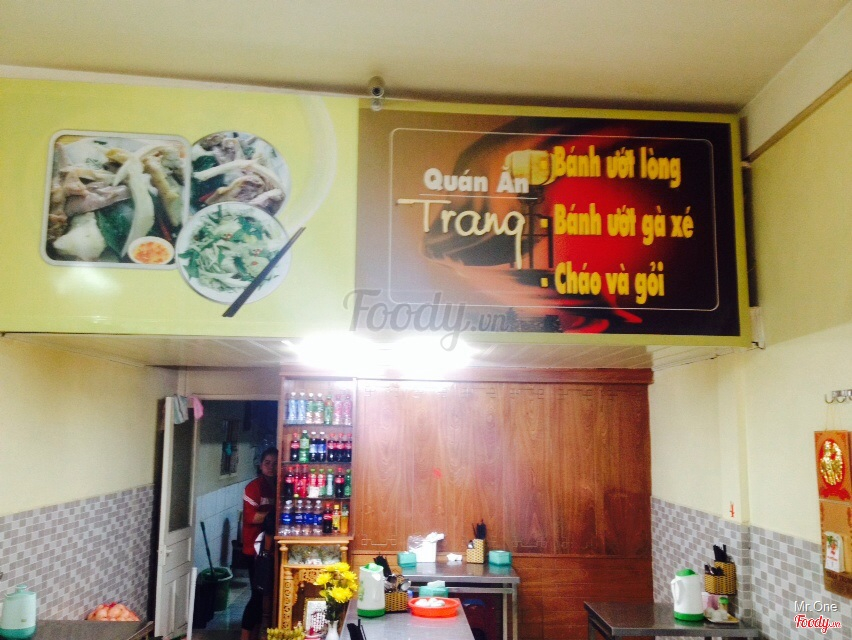 Quán Ăn
Trang
- Bánh ướt lòng
- Bánh ướt gà xé
- Cháo và gỏi
Foody.vn
Mr One
Foody.vn